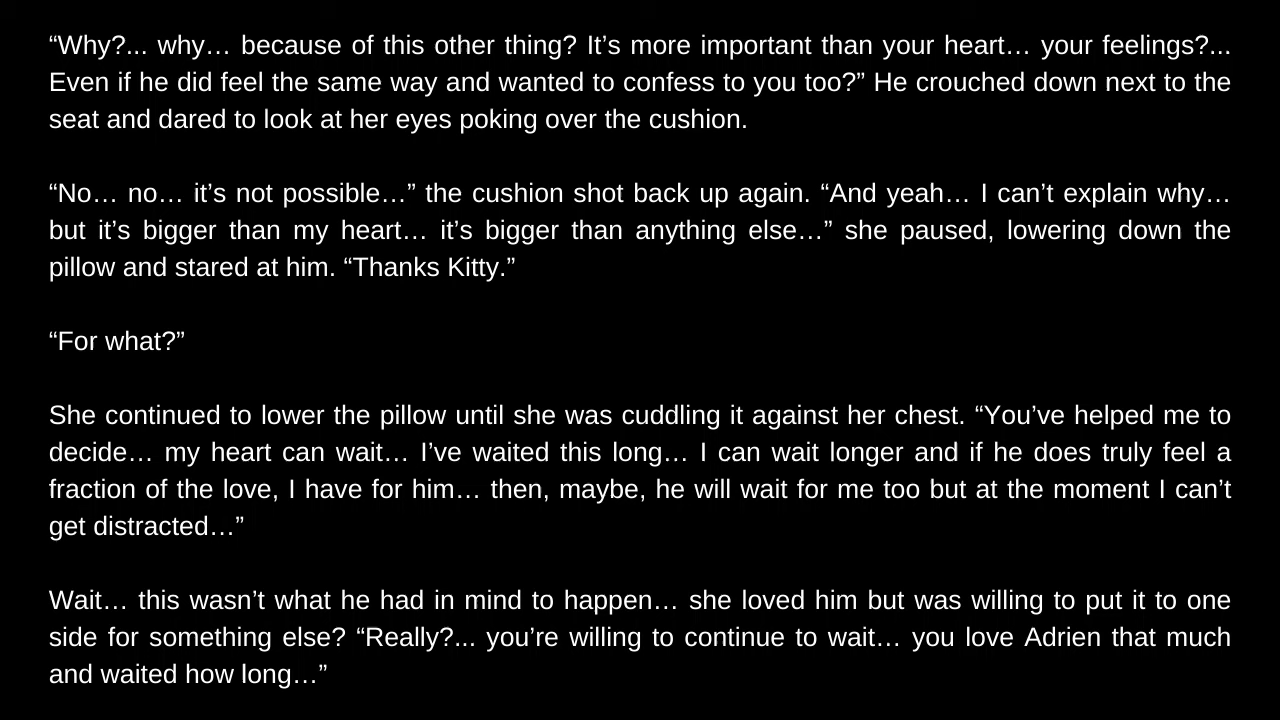 “Why?... why… because of this other thing? It’s more important than your heart… your feelings?...
Even if he did feel the same way and wanted to confess to you too?” He crouched down next to the
seat and dared to look at her eyes poking over the cushion.
“No… no… it’s not possible…” the cushion shot back up again. “And yeah… I can’t explain why…
but it’s bigger than my heart… it’s bigger than anything else…” she paused, lowering down the
pillow and stared at him. “Thanks Kitty.”
“For what?”
She continued to lower the pillow until she was cuddling it against her chest. “You’ve helped me to
decide… my heart can wait… I’ve waited this long… I can wait longer and if he does truly feel a
fraction of the love, I have for him… then, maybe, he will wait for me too but at the moment I can’t
get distracted…”
Wait… this wasn’t what he had in mind to happen… she loved him but was willing to put it to one
side for something else? “Really?... you’re willing to continue to wait… you love Adrien that much
and waited how long…”